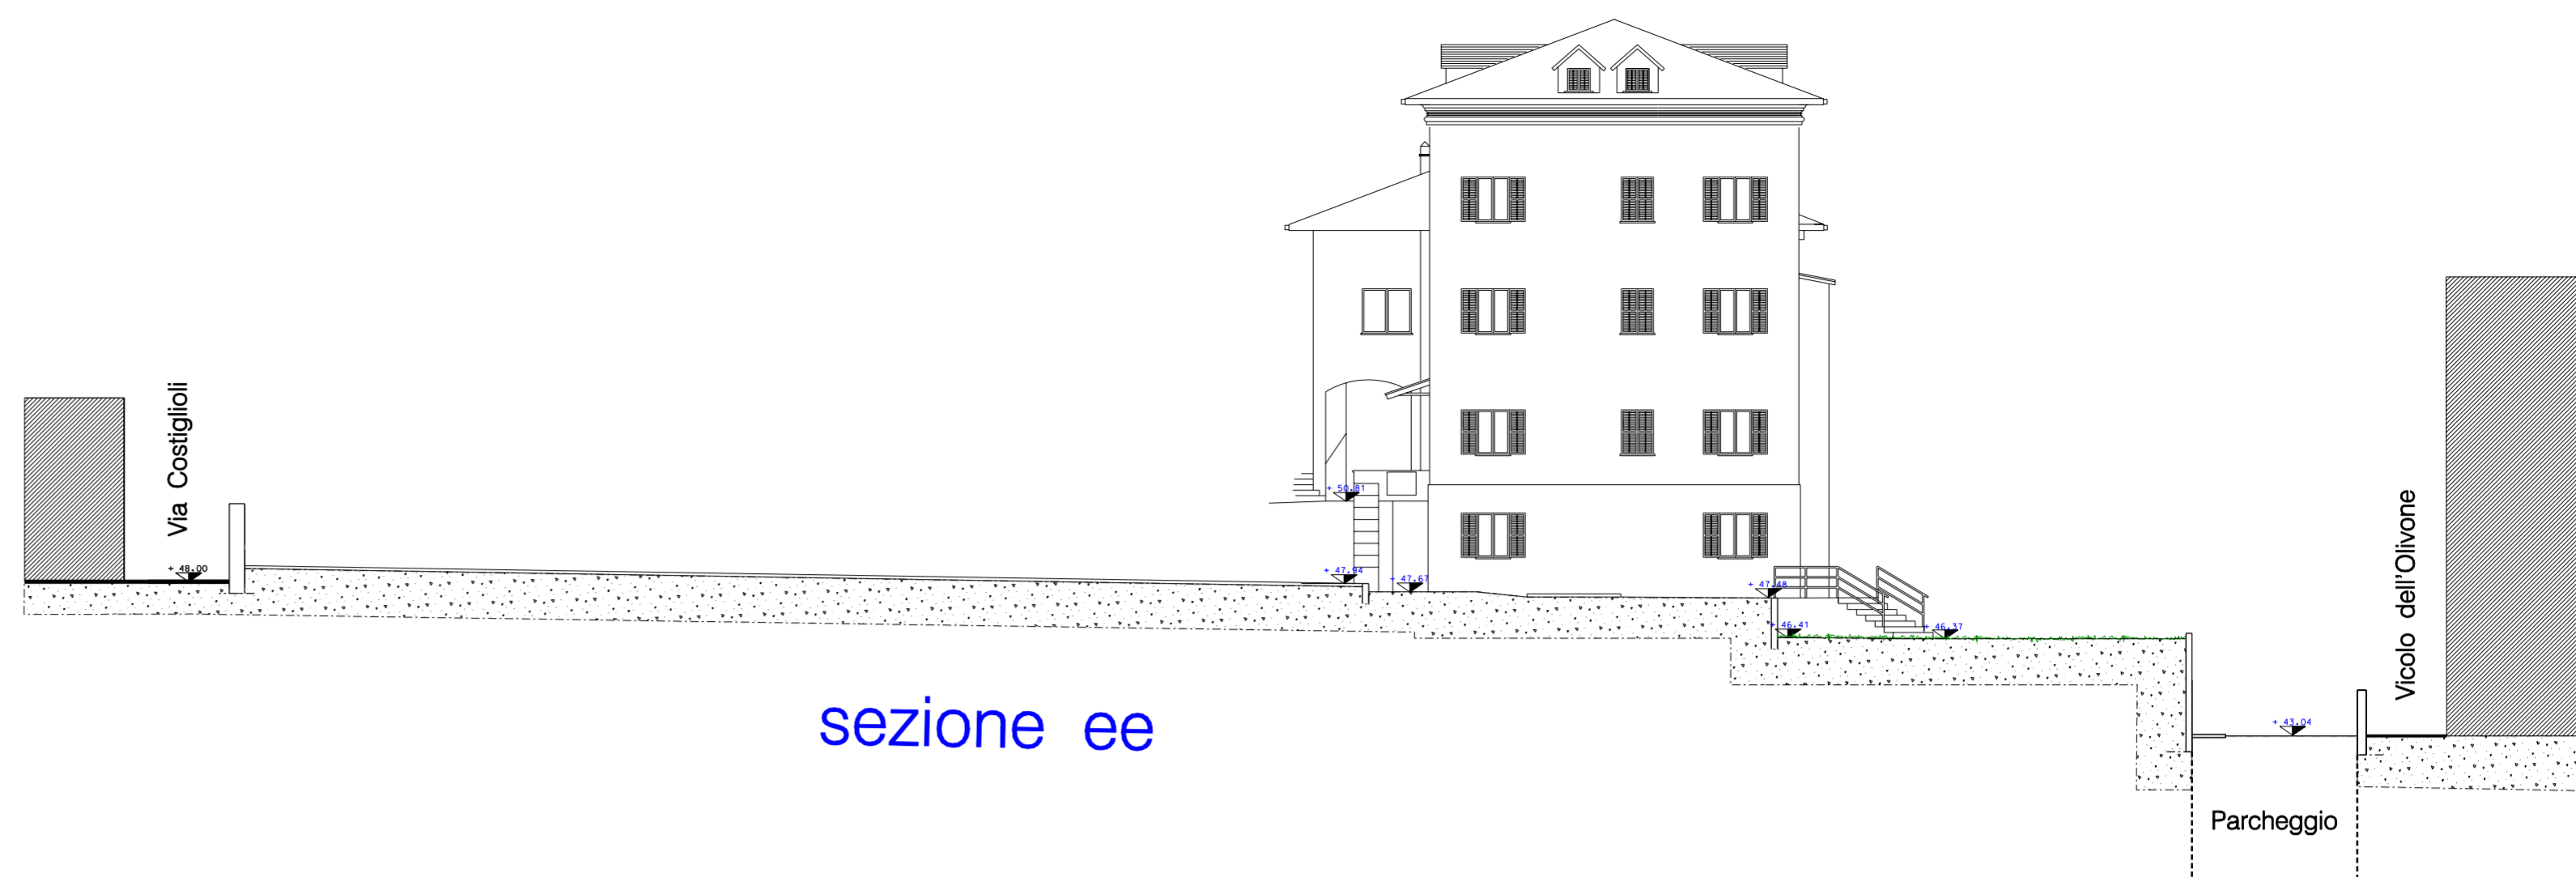 Via Costiglioli
+ 48.00
+ 50.81
+ 47.94
+ 47.67
+ 47.48
+ 46.41
+ 46.37
+ 43.04
Vicolo dell'Olivone
sezione ee
Parcheggio